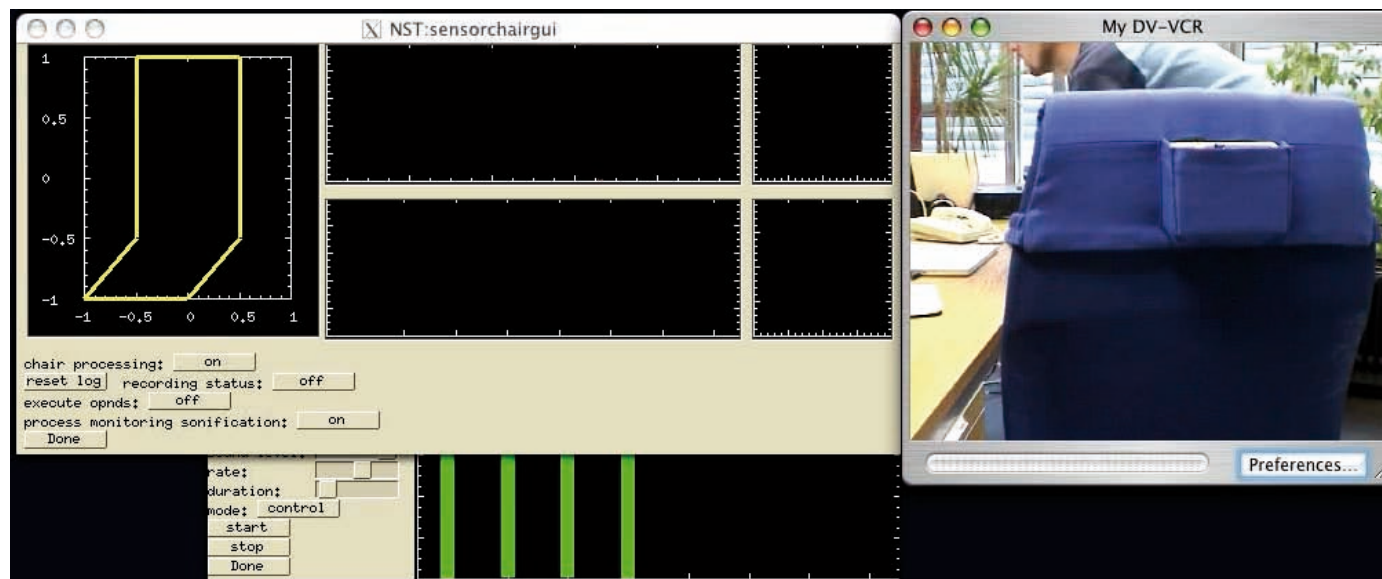 NST:sensorchairgui
My DV-VCR
1
0.5
0
-0.5
-1
-1 -0.5 0 0.5 1
chair processing: on
reset log recording status: off
execute opnds: off
process monitoring sonification: on
Done
rate:
duration:
mode: control
start
stop
Done
Preferences...